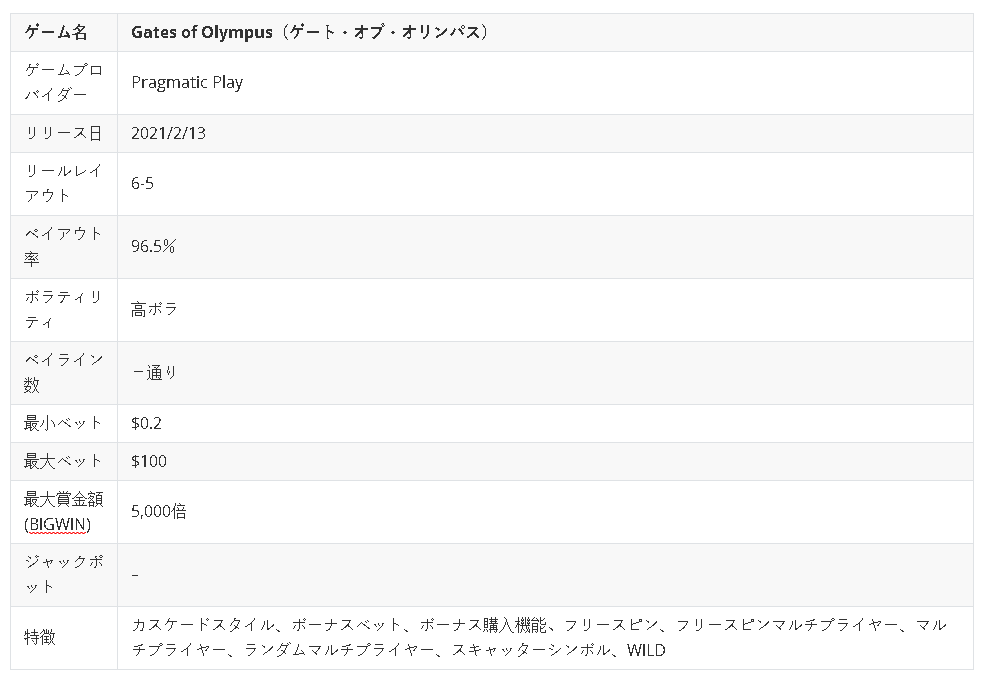 ゲーム名
Gates of Olympus（ゲート・オブ・オリンパス）
ゲームプロ
バイダー
Pragmatic Play
リリース日
2021/2/13
リールレイ
アウト
6-5
ペイアウト
率
96.5%
ボラティリ
ティ
高ボラ
ペイライン
数
－通り
最小ベット
$0.2
最大ベット
$100
最大賞金額
(BIGWIN)
5,000倍
ジャックポ
ット
–
特徴
カスケードスタイル、ボーナスベット、ボーナス購入機能、フリースピン、フリースピンマルチプライヤー、マル
チプライヤー、ランダムマルチプライヤー、スキャッターシンボル、WILD